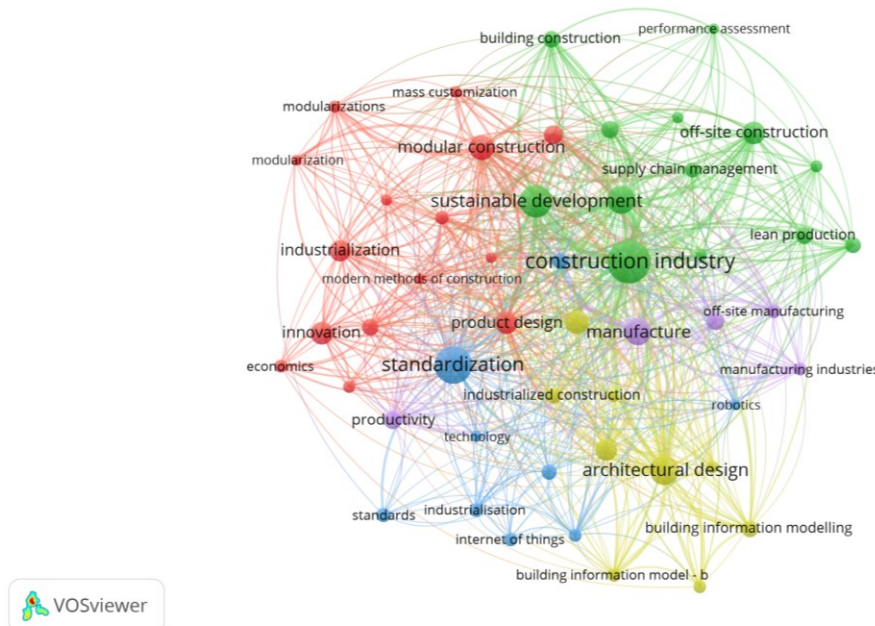 performance assessment
building construction
mass customization
modularizations
off-site construction
modular construction
modularization
supply chain management
sustainable development
lean production
industrialization
construction industry
modern methods of construction
off-site manufacturing
product design
manufacture
innovation
economics
standardization
manufacturing industries
industrialized construction
robotics
productivity
technology
architectural design
standards
industrialisation
building information modelling
internet of things
building information model - b
VOSviewer